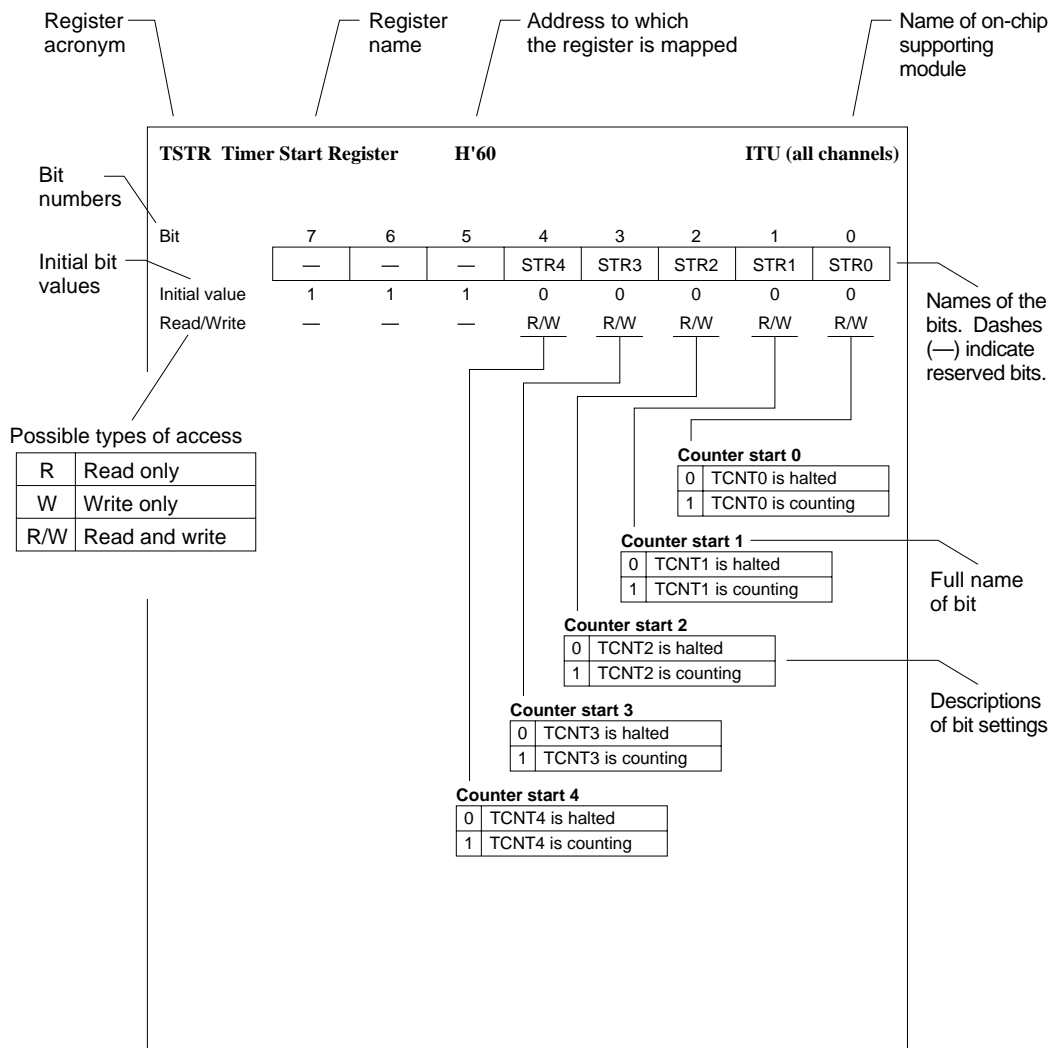 Register acronym
Register name
Address to which the register is mapped
Name of on-chip supporting module
TSTR Timer Start Register H'60 ITU (all channels)
Bit numbers
Bit 7 6 5 4 3 2 1 0
— — — STR4 STR3 STR2 STR1 STR0
Initial bit values
Initial value 1 1 1 0 0 0 0 0
Read/Write — — — R/W R/W R/W R/W R/W
Names of the bits. Dashes (—) indicate reserved bits.
Possible types of access
R Read only
W Write only
R/W Read and write
Counter start 0
0 TCNT0 is halted
1 TCNT0 is counting
Counter start 1
0 TCNT1 is halted
1 TCNT1 is counting
Full name of bit
Counter start 2
0 TCNT2 is halted
1 TCNT2 is counting
Descriptions of bit settings
Counter start 3
0 TCNT3 is halted
1 TCNT3 is counting
Counter start 4
0 TCNT4 is halted
1 TCNT4 is counting